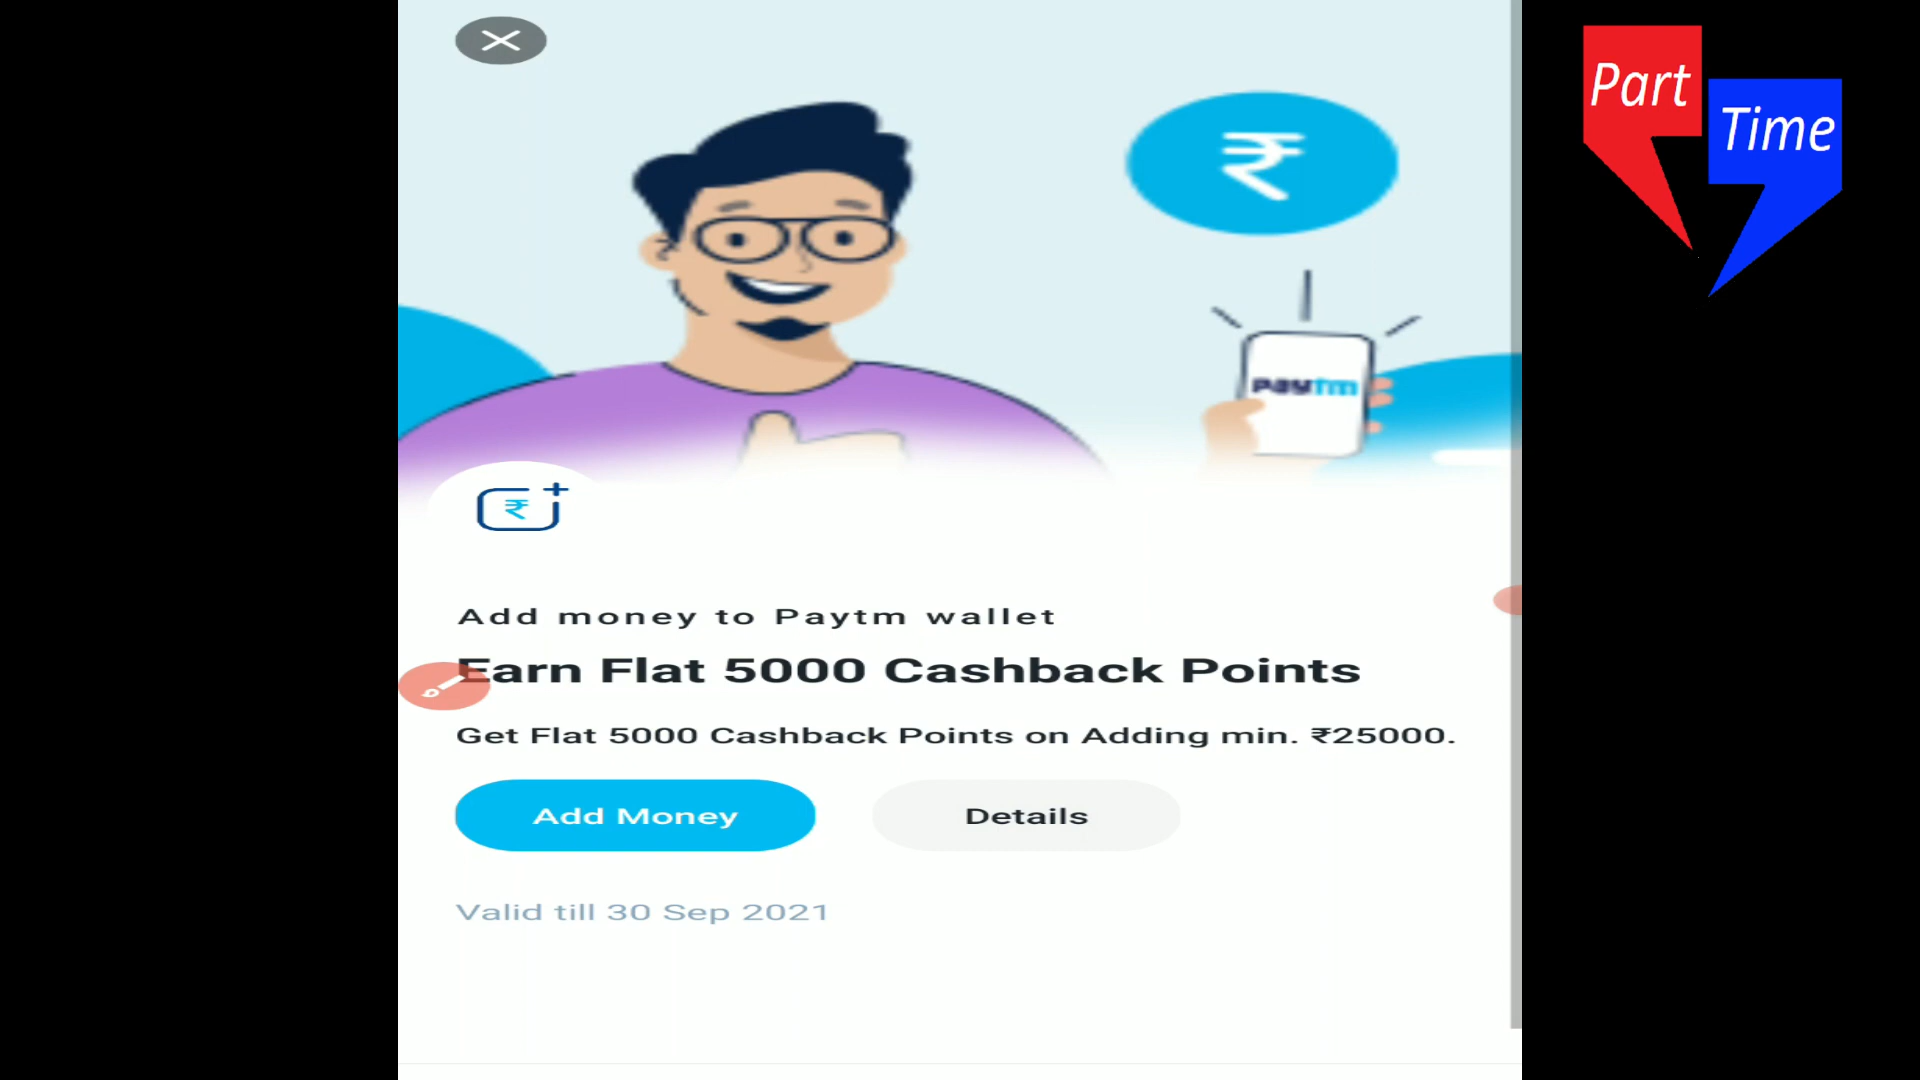 Part
Time
₹
paytm
₹
Add money to Paytm wallet
Earn Flat 5000 Cashback Points
Get Flat 5000 Cashback Points on Adding min. ₹25000.
Add Money
Details
Valid till 30 Sep 2021